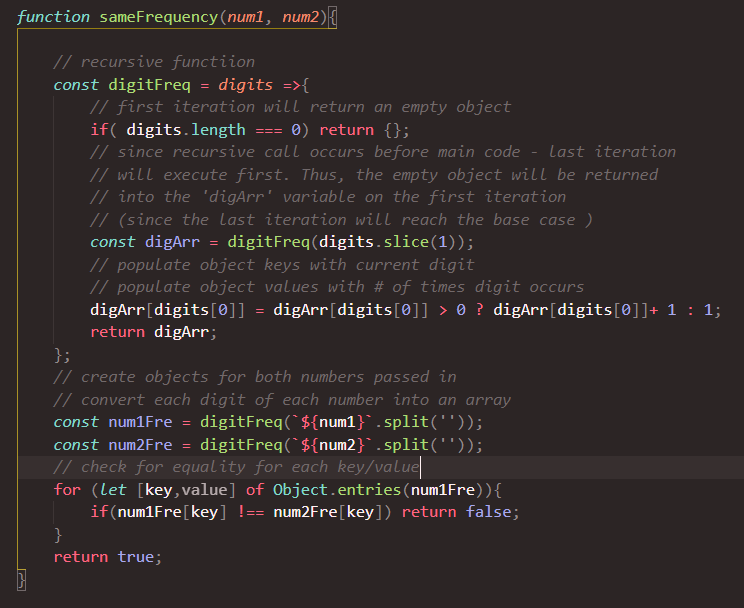 function sameFrequency(num1, num2){
// recursive functiion
const digitFreq = digits =>{
// first iteration will return an empty object
if( digits.length === 0) return {};
// since recursive call occurs before main code - last iteration
// will execute first. Thus, the empty object will be returned
// into the 'digArr' variable on the first iteration
// (since the last iteration will reach the base case )
const digArr = digitFreq(digits.slice(1));
// populate object keys with current digit
// populate object values with # of times digit occurs
digArr[digits[0]] = digArr[digits[0]] > 0 ? digArr[digits[0]]+ 1 : 1;
return digArr;
};
// create objects for both numbers passed in
// convert each digit of each number into an array
const num1Fre = digitFreq(`${num1}`.split(''));
const num2Fre = digitFreq(`${num2}`.split(''));
// check for equality for each key/value
for (let [key,value] of Object.entries(num1Fre)){
if(num1Fre[key] !== num2Fre[key]) return false;
}
return true;
}